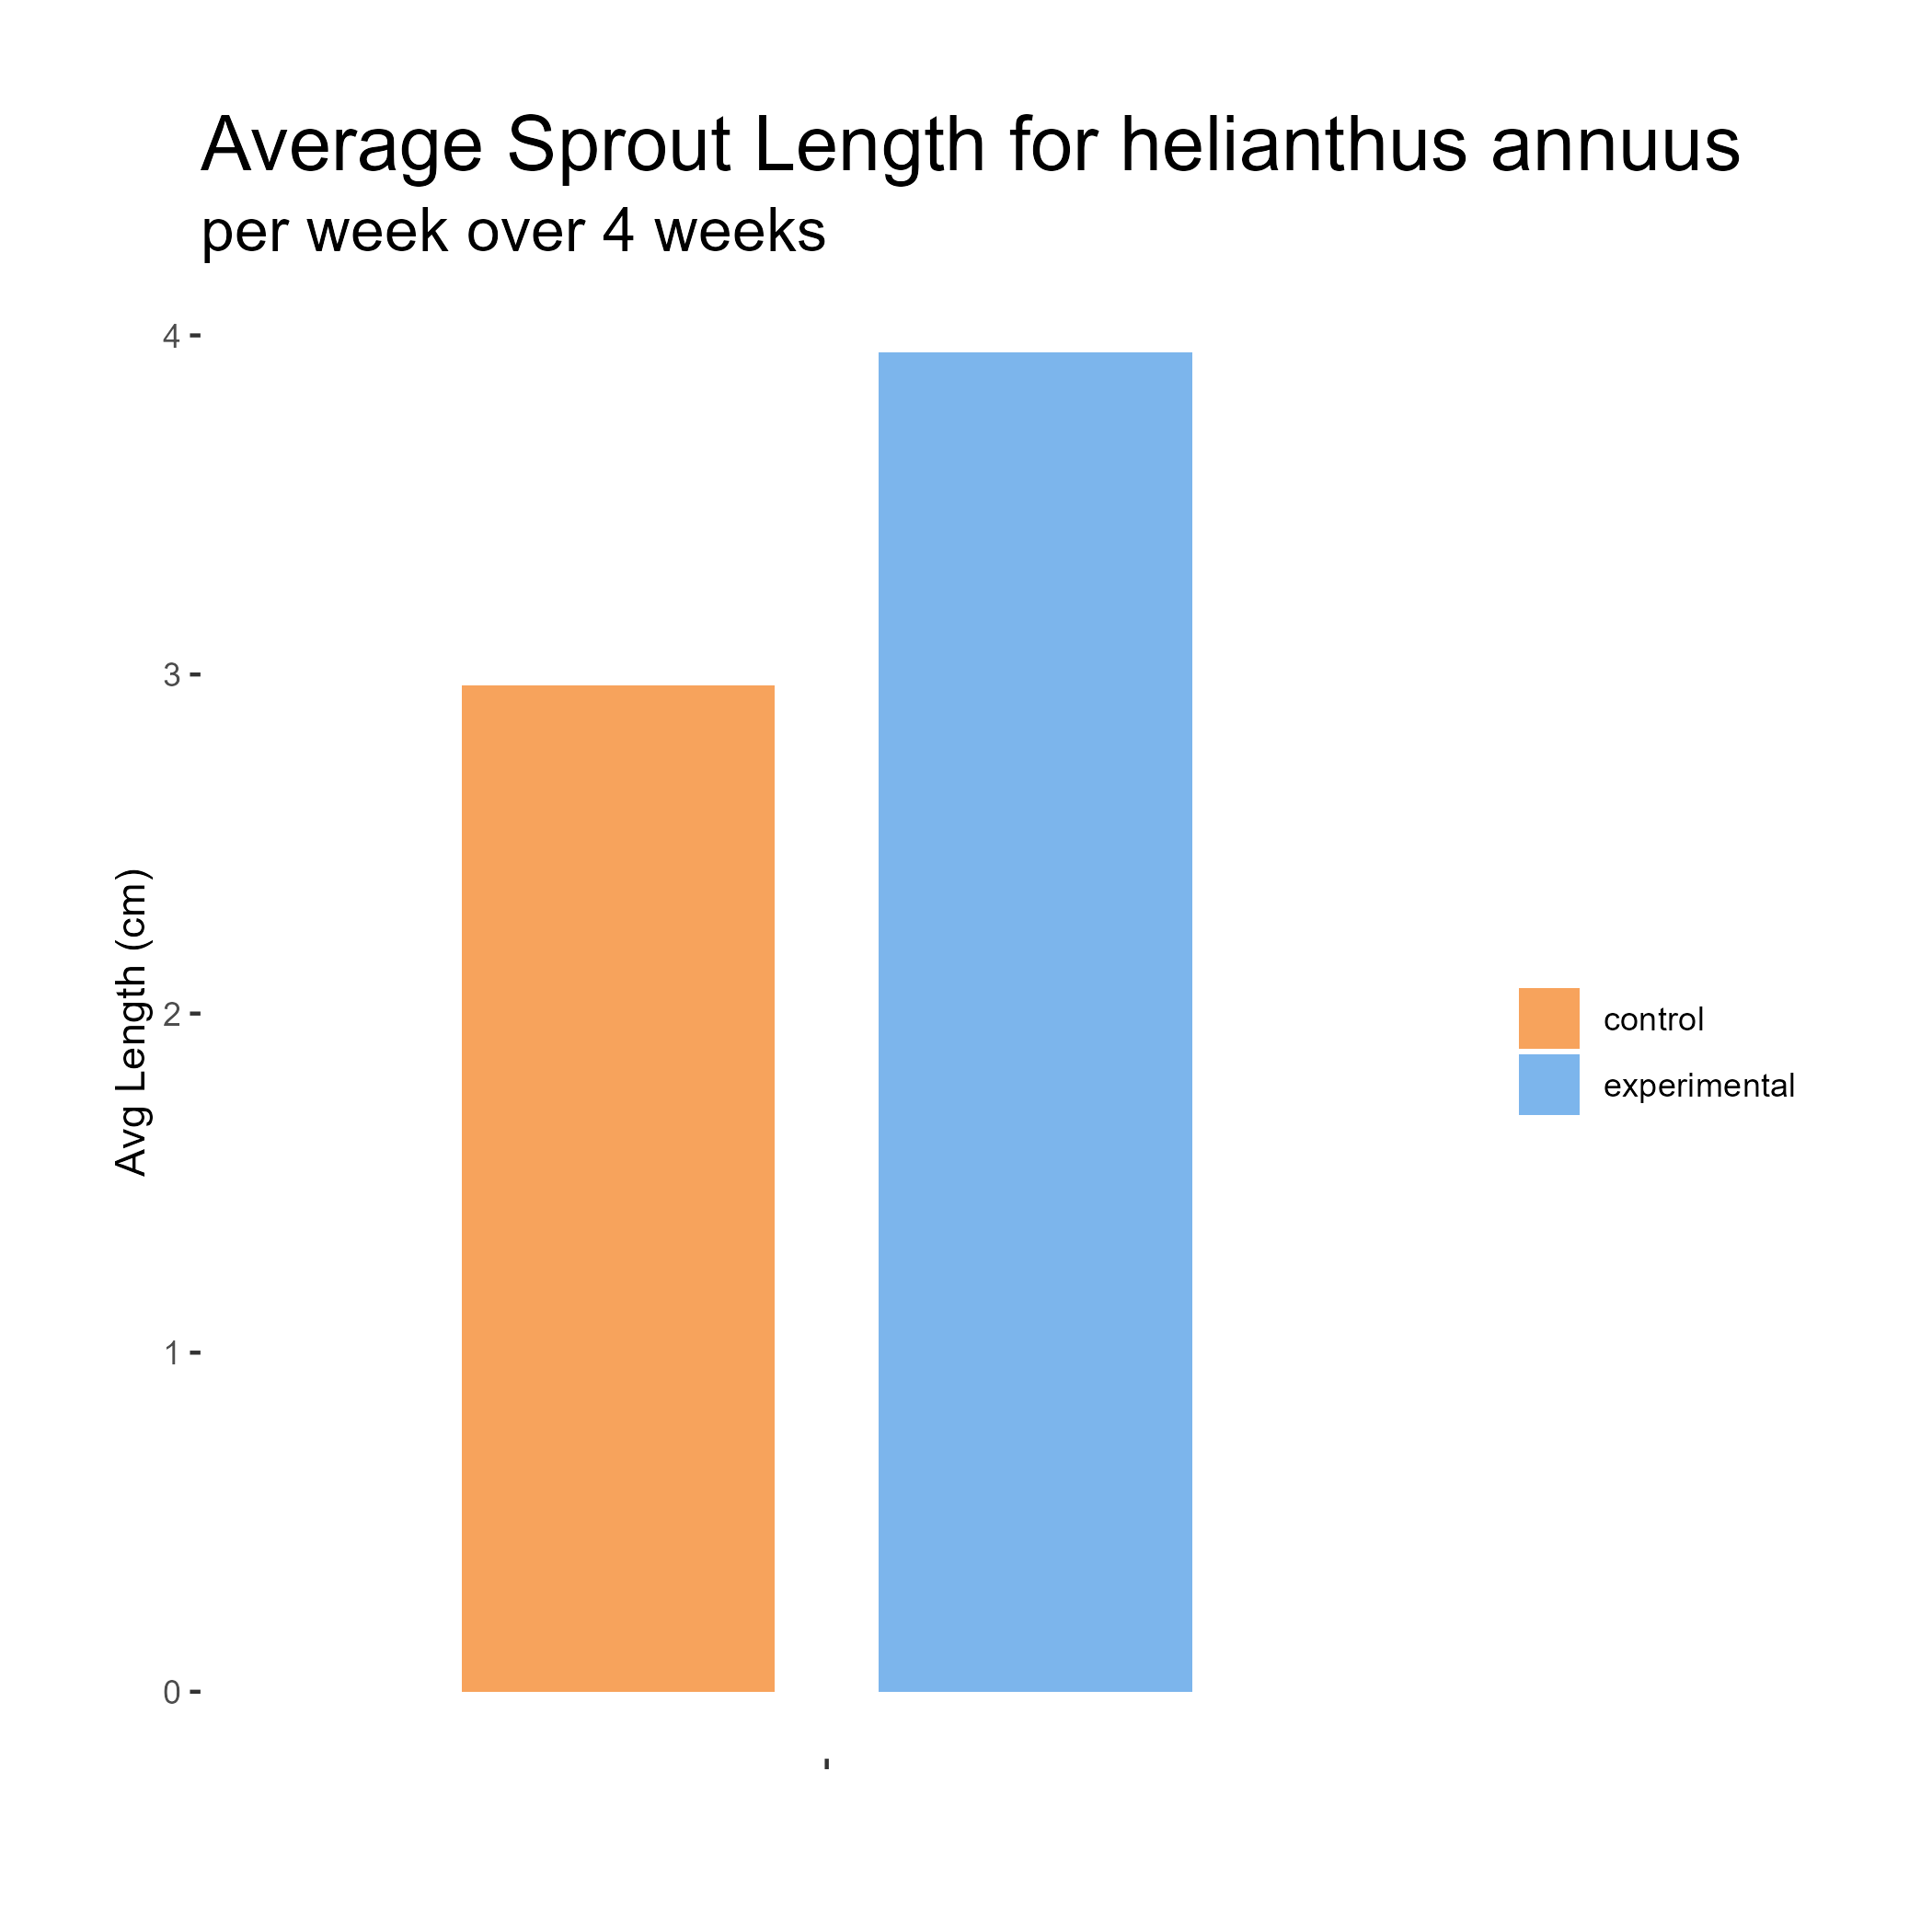 Average Sprout Length for helianthus annuus
per week over 4 weeks
4
3
2
1
0
Avg Length (cm)
control
experimental